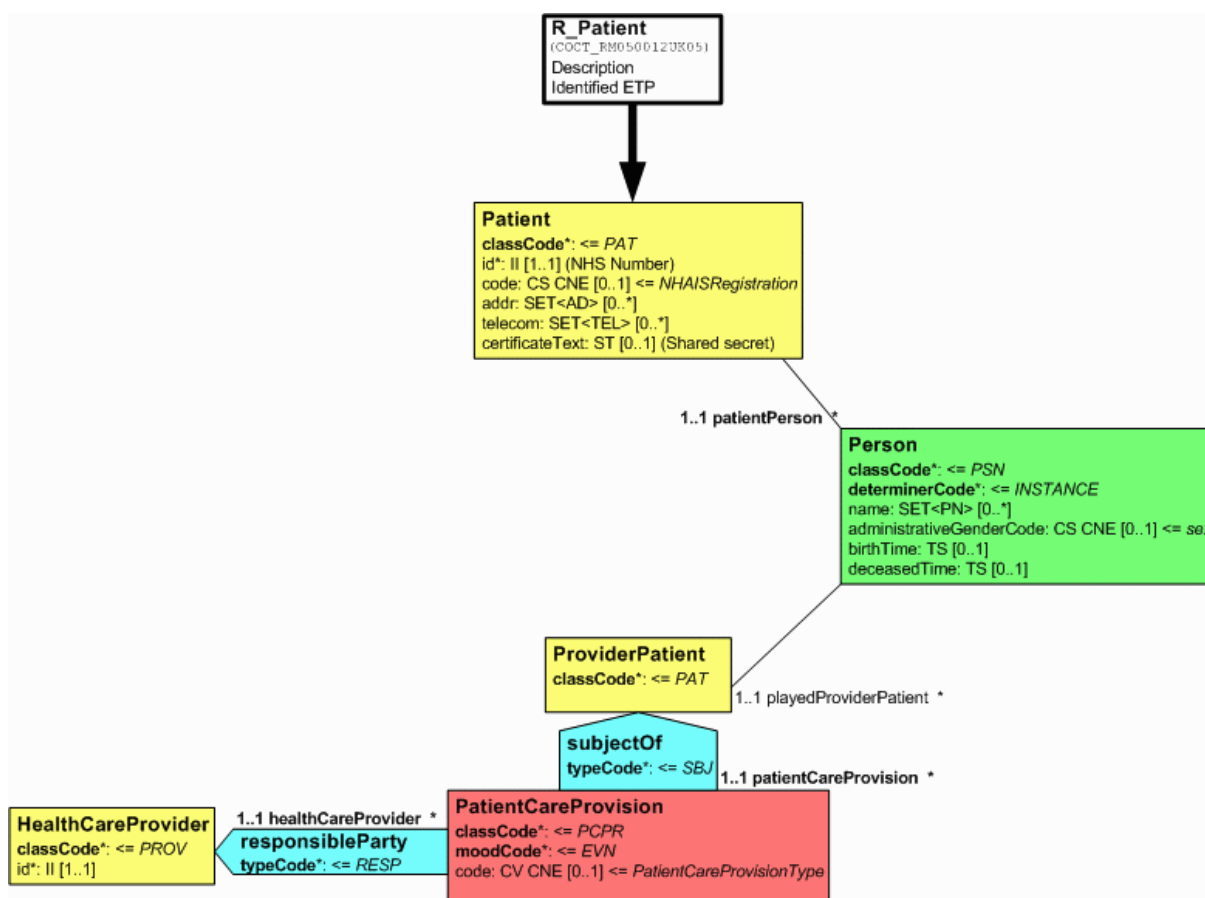 R_Patient
(COCT_RM050012UK05)
Description
Identified ETP
Patient
classCode*: <= PAT
id*: II [1..1] (NHS Number)
code: CS CNE [0..1] <= NHAISRegistration
addr: SET<AD> [0..*]
telecom: SET<TEL> [0..*]
certificateText: ST [0..1] (Shared secret)
1..1 patientPerson *
Person
classCode*: <= PSN
determinerCode*: <= INSTANCE
name: SET<PN> [0..*]
administrativeGenderCode: CS CNE [0..1] <= se
birthTime: TS [0..1]
deceasedTime: TS [0..1]
ProviderPatient
classCode*: <= PAT
1..1 playedProviderPatient *
subjectOf
typeCode*: <= SBJ
1..1 patientCareProvision *
PatientCareProvision
classCode*: <= PCPR
moodCode*: <= EVN
code: CV CNE [0..1] <= PatientCareProvisionType
1..1 healthCareProvider *
responsibleParty
typeCode*: <= RESP
HealthCareProvider
classCode*: <= PROV
id*: II [1..1]